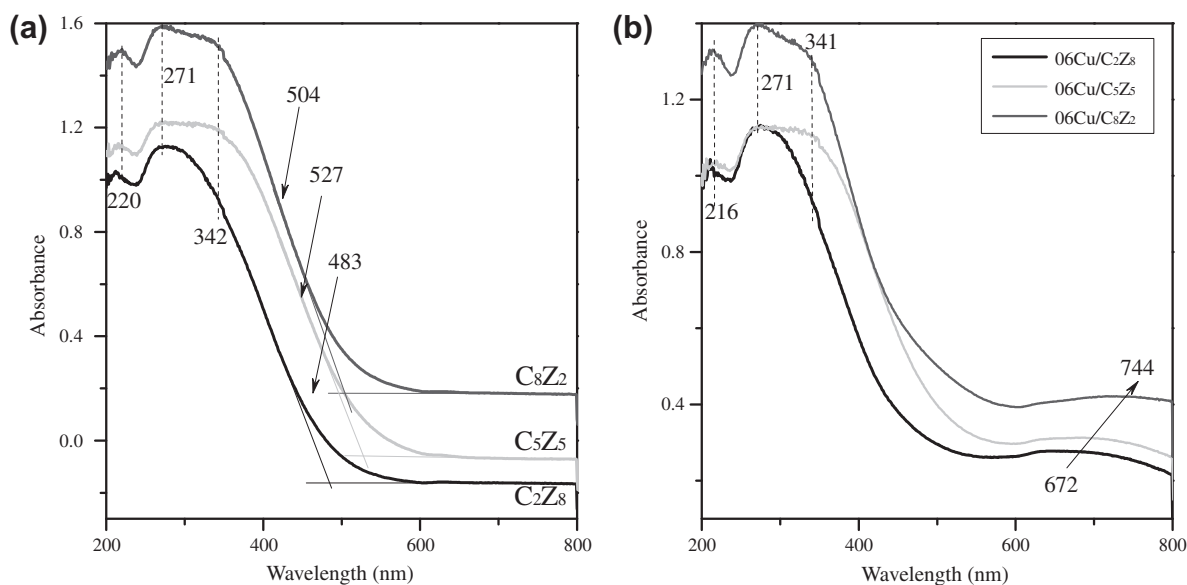 (a)
1.6
1.2
0.8
0.4
0.0
Absorbance
271
504
527
483
220
342
C₈Z₂
C₅Z₅
C₂Z₈
200
400
600
800
Wavelength (nm)
(b)
1.2
0.8
0.4
Absorbance
341
271
216
06Cu/C₂Z₈
06Cu/C₅Z₅
06Cu/C₈Z₂
744
672
200
400
600
800
Wavelength (nm)